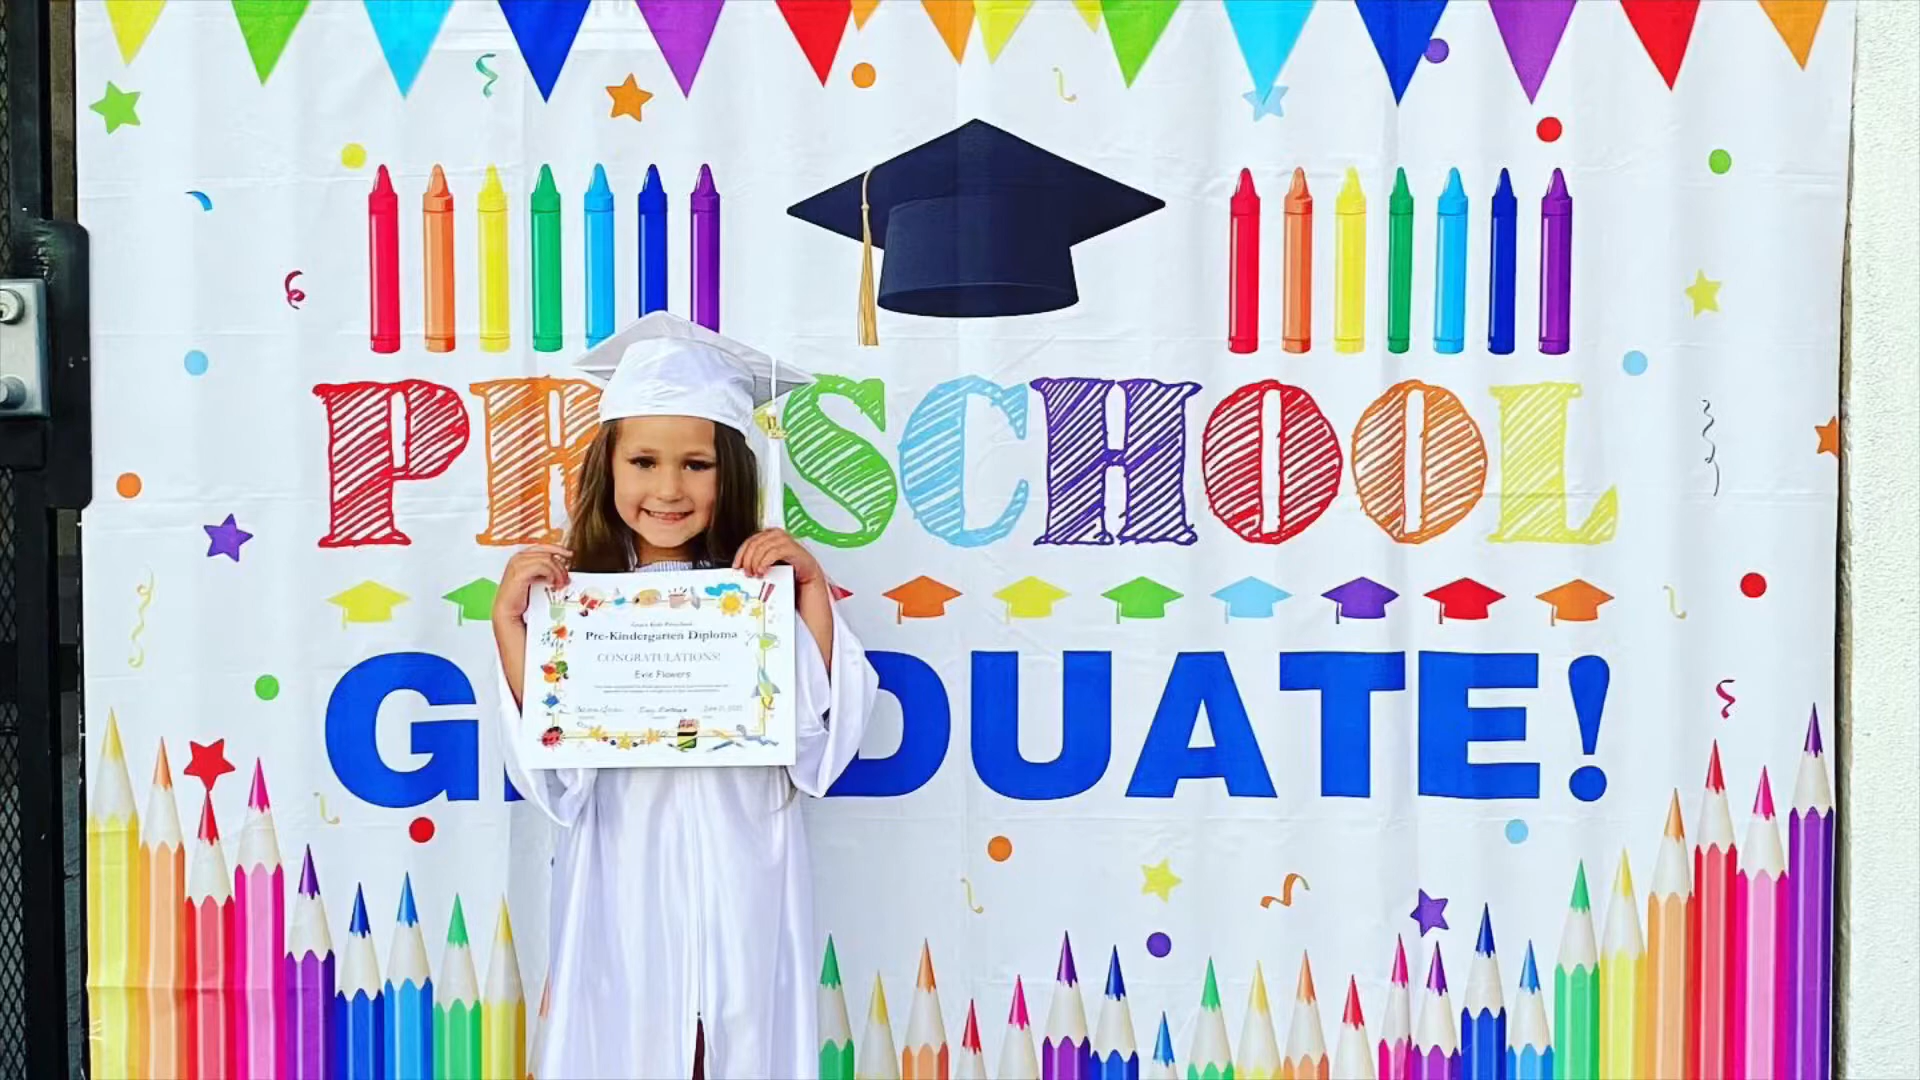 PRESCHOOL
GRADUATE!
Pre-Kindergarten Diploma
CONGRATULATIONS!
Evie Flowers